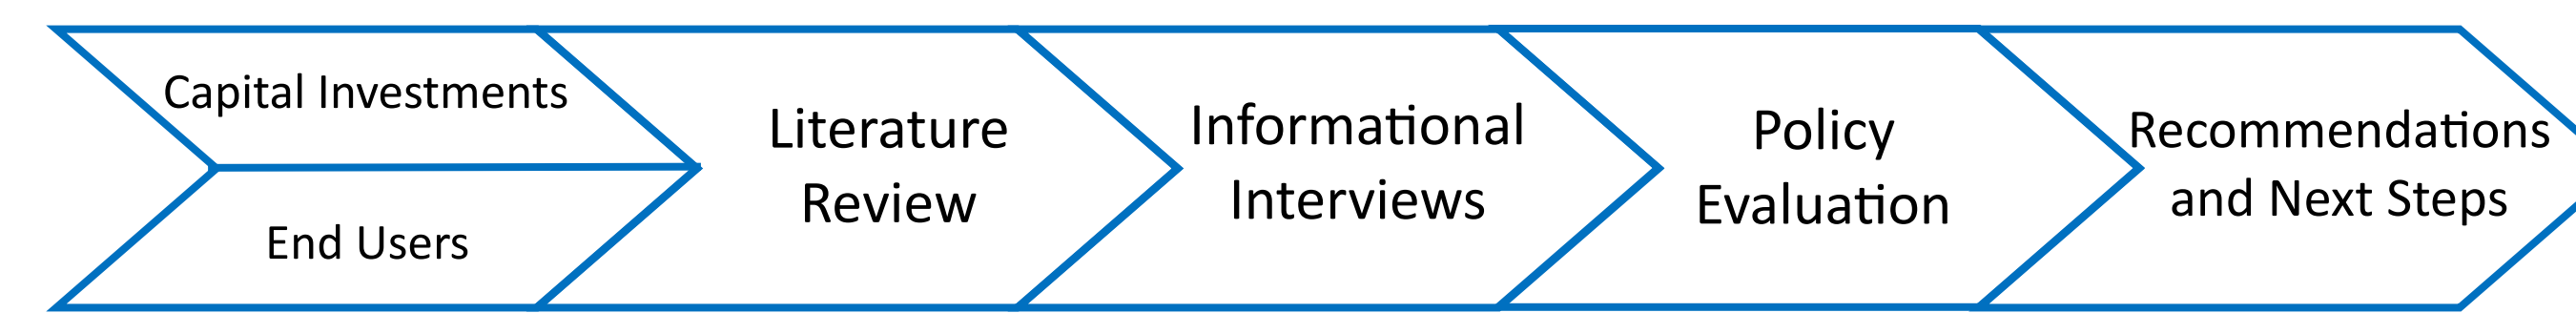 Capital Investments
End Users
Literature
Review
Informational
Interviews
Policy
Evaluation
Recommendations
and Next Steps